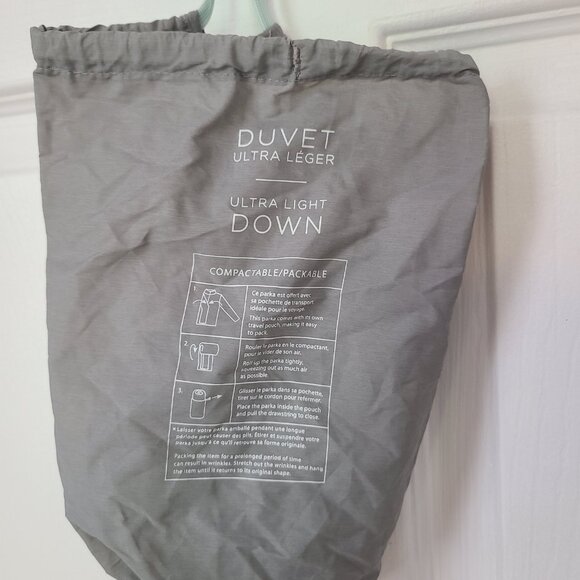 DUVET
ULTRA LÉGER
ULTRA LIGHT
DOWN
COMPACTABLE/PACKABLE
1.
Ce parka est offert avec
sa pochette de transport
idéale pour le voyage.
This parka comes with its own
travel pouch, making it easy
to pack.
2.
Rouler le parka en le compactant,
pour le vider de son air.
Roll up the parka tightly,
squeezing out as much air
as possible.
3.
Glisser le parka dans sa pochette,
tirer sur le cordon pour refermer.
Place the parka inside the pouch
and pull the drawstring to close.
* Laisser votre parka emballé pendant une longue
période peut causer des plis. Étirer et suspendre votre
parka jusqu'à ce qu'il retrouve sa forme originale.
Packing the item for a prolonged period of time
can result in wrinkles. Stretch out the wrinkles and hang
the item until it returns to its original shape.